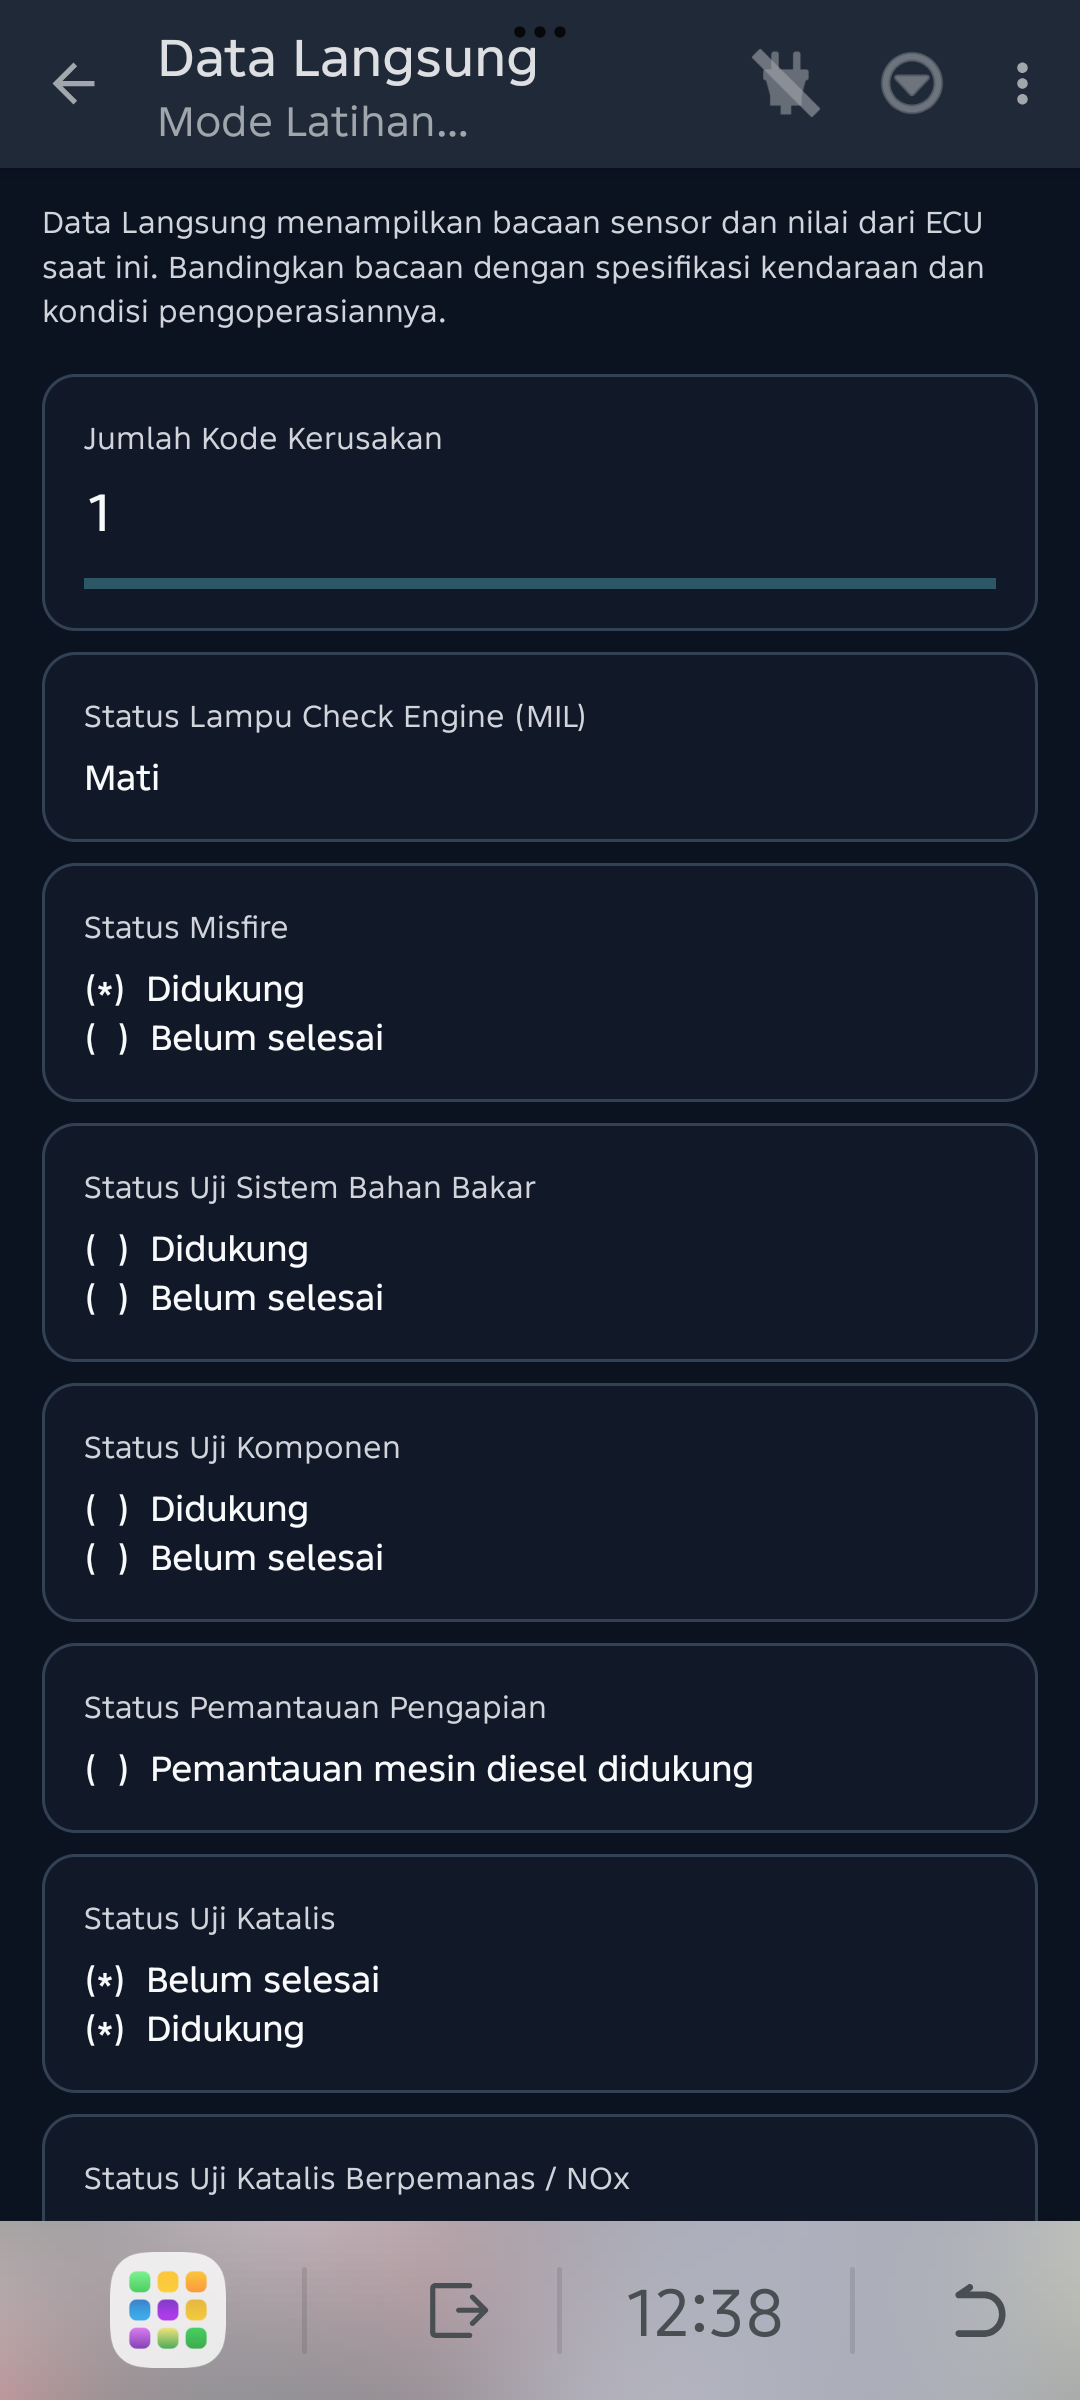 Data Langsung
Mode Latihan...
Data Langsung menampilkan bacaan sensor dan nilai dari ECU
saat ini. Bandingkan bacaan dengan spesifikasi kendaraan dan
kondisi pengoperasiannya.
Jumlah Kode Kerusakan
1
Status Lampu Check Engine (MIL)
Mati
Status Misfire
(*) Didukung
( ) Belum selesai
Status Uji Sistem Bahan Bakar
( ) Didukung
( ) Belum selesai
Status Uji Komponen
( ) Didukung
( ) Belum selesai
Status Pemantauan Pengapian
( ) Pemantauan mesin diesel didukung
Status Uji Katalis
(*) Belum selesai
(*) Didukung
Status Uji Katalis Berpemanas / NOx
12:38